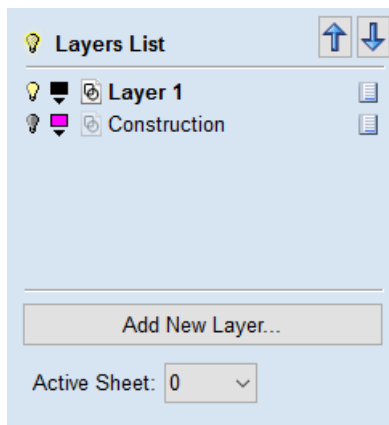 Layers List
Layer 1
Construction
Add New Layer...
Active Sheet: 0